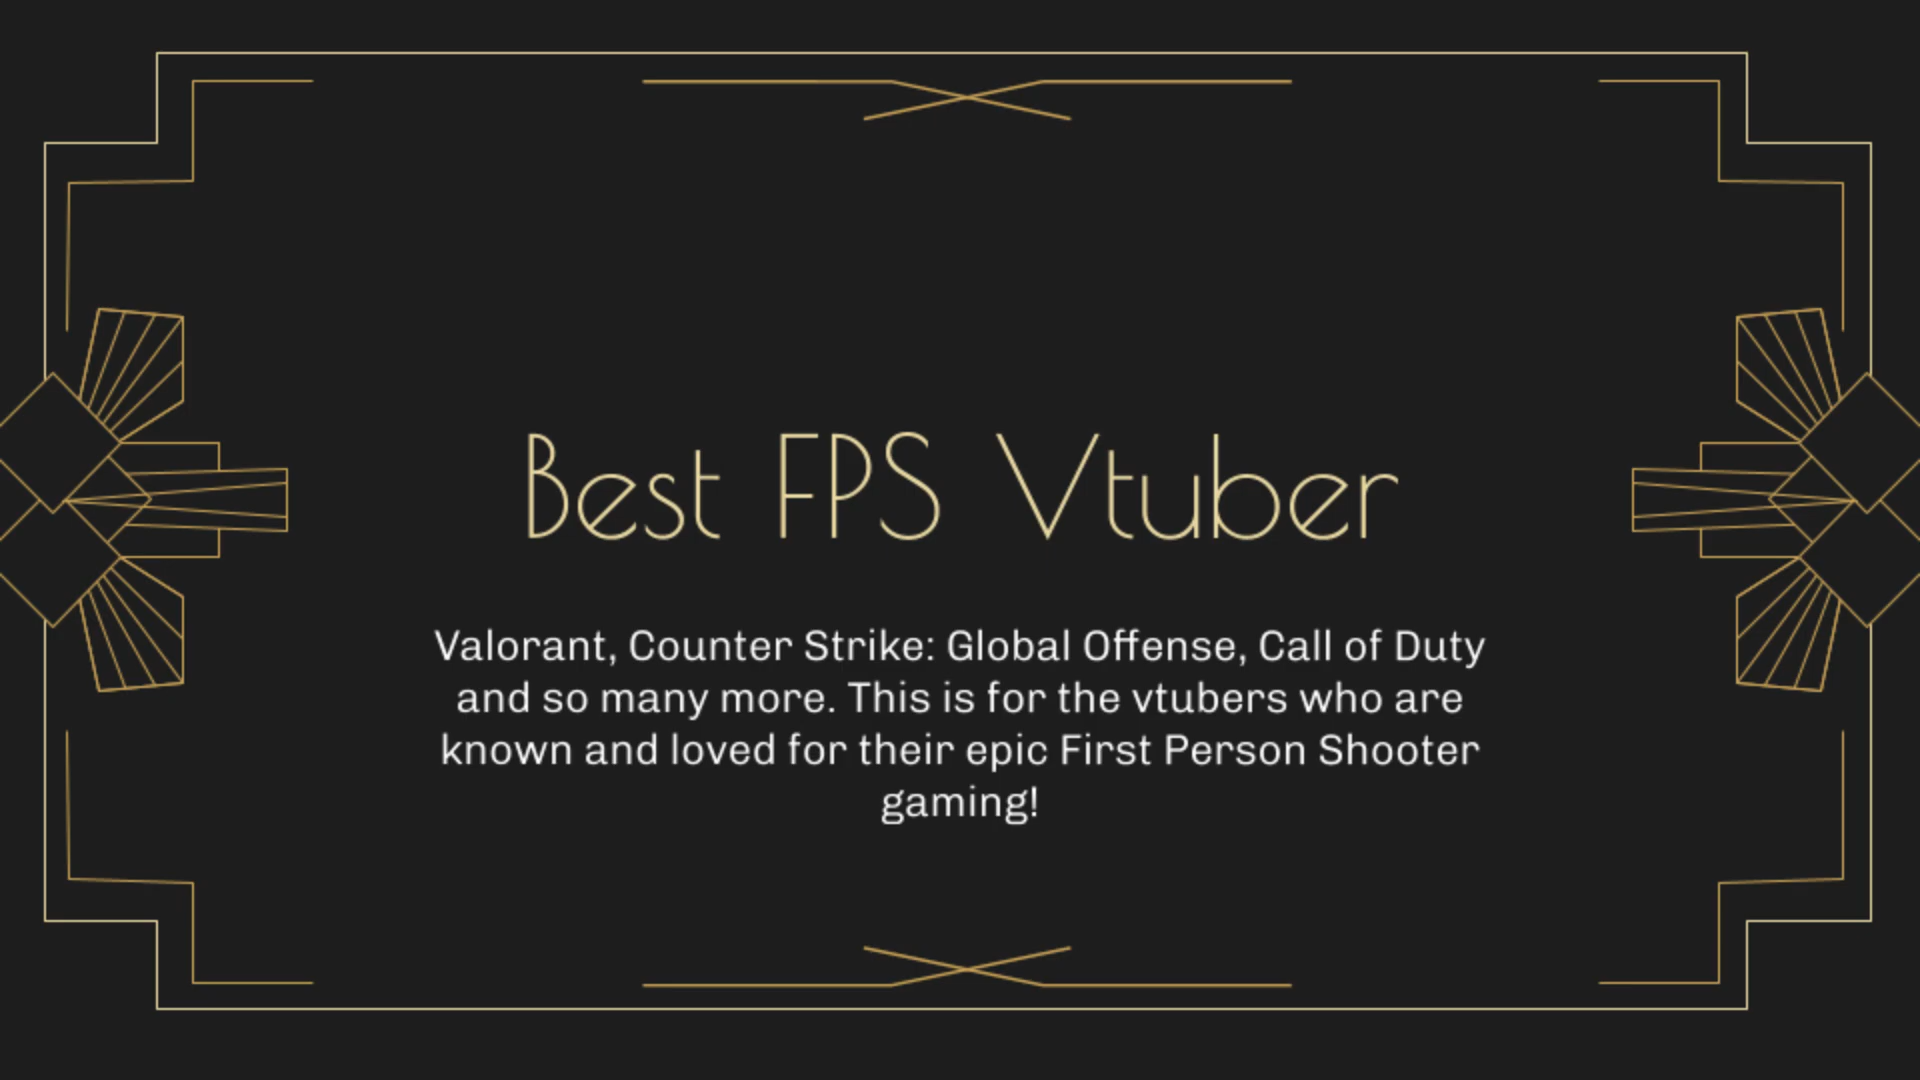 Best FPS Vtuber
Valorant, Counter Strike: Global Offense, Call of Duty
and so many more. This is for the vtubers who are
known and loved for their epic First Person Shooter
gaming!